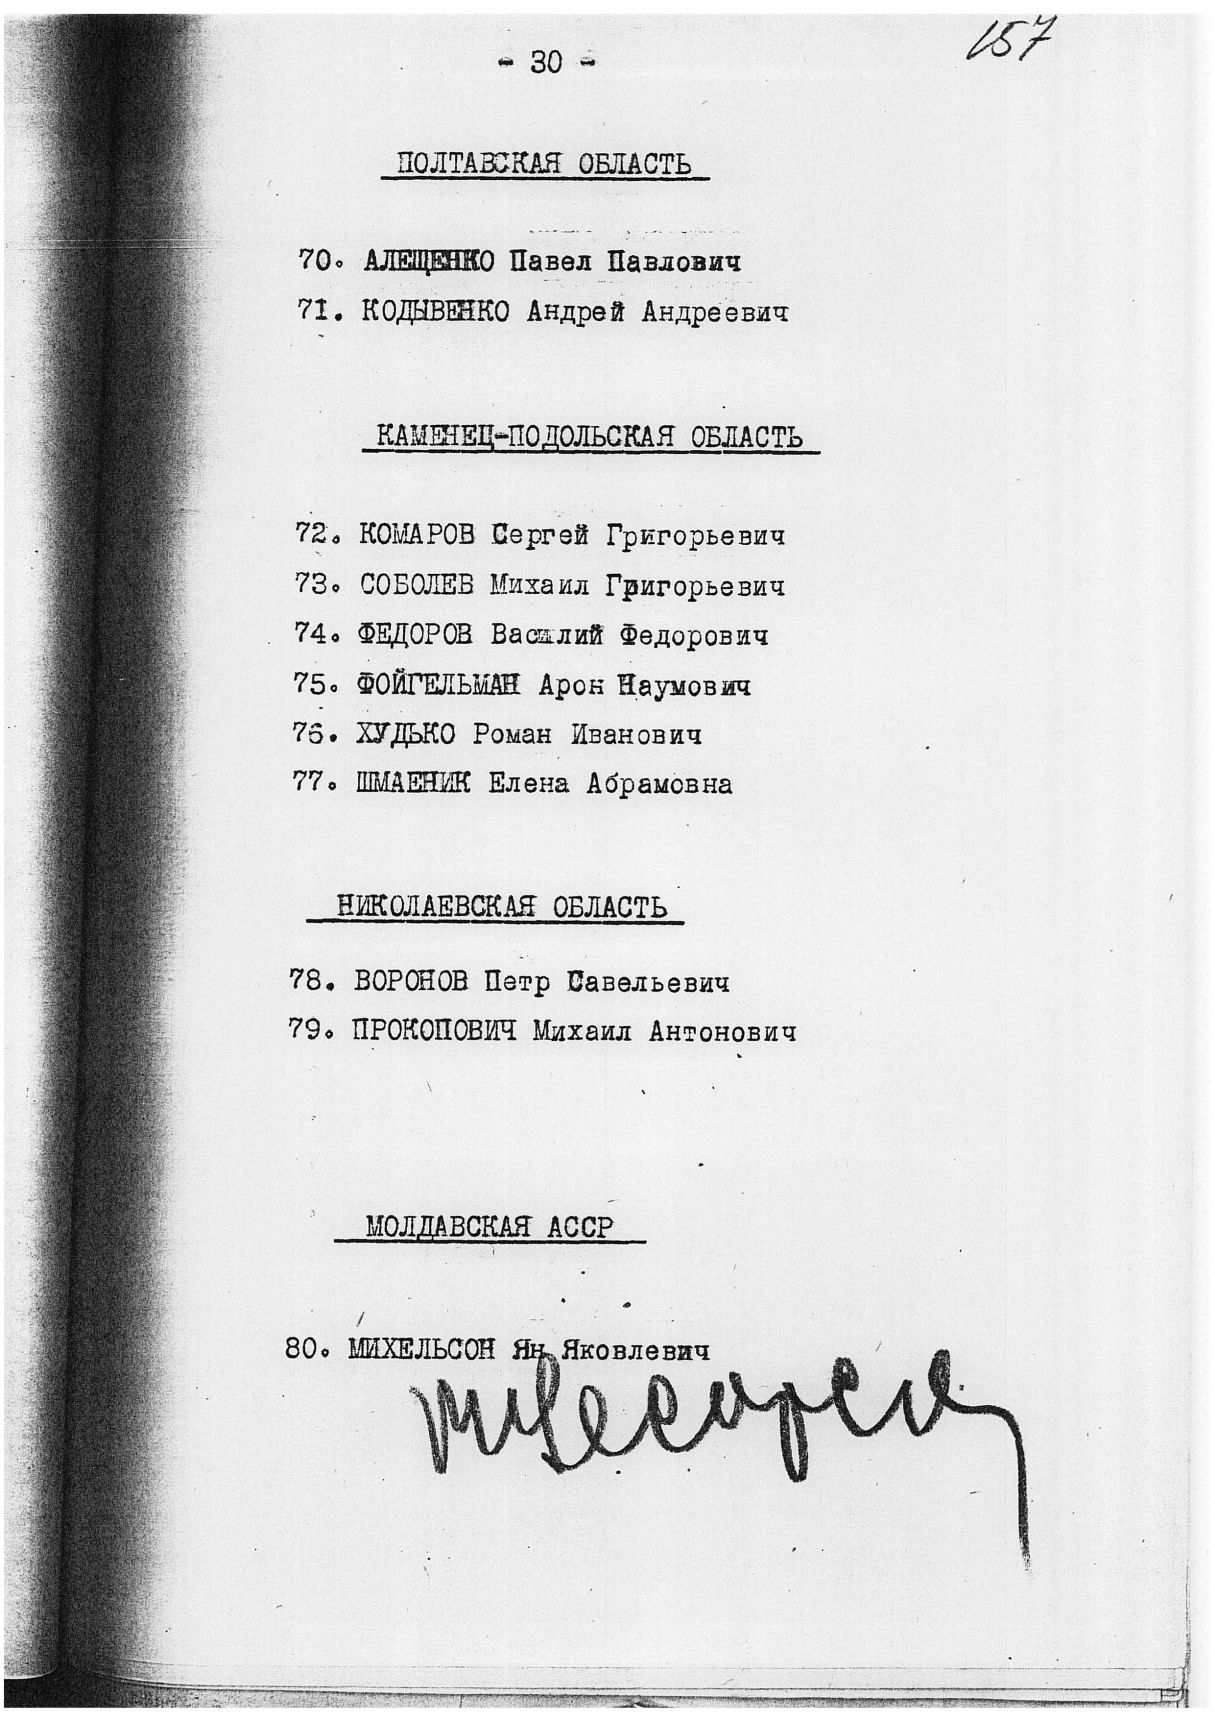 157
- 30 -
ПОЛТАВСКАЯ ОБЛАСТЬ
70. АЛЕЩЕНКО Павел Павлович
71. КОДЫВЕНКО Андрей Андреевич
КАМЕНЕЦ-ПОДОЛЬСКАЯ ОБЛАСТЬ
72. КОМАРОВ Сергей Григорьевич
73. СОБОЛЕВ Михаил Григорьевич
74. ФЕДОРОВ Василий Федорович
75. ФОЙГЕЛЬМАН Арон Наумович
76. ХУДЬКО Роман Иванович
77. ШМАЕНИК Елена Абрамовна
НИКОЛАЕВСКАЯ ОБЛАСТЬ
78. ВОРОНОВ Петр Савельевич
79. ПРОКОПОВИЧ Михаил Антонович
МОЛДАВСКАЯ АССР
80. МИХЕЛЬСОН Ян Яковлевич